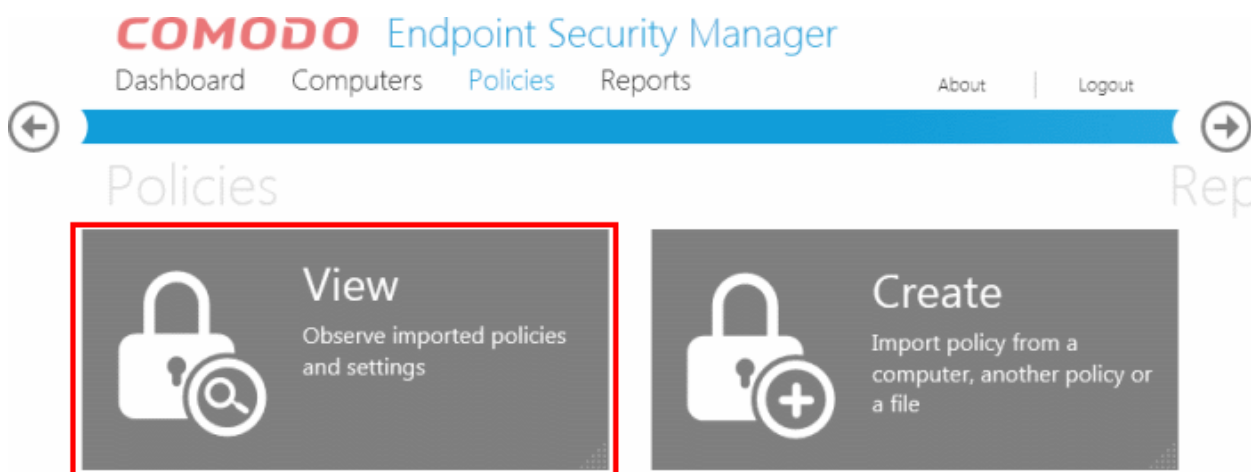 COMODO Endpoint Security Manager
Dashboard Computers Policies Reports About Logout
Policies
Rep
View
Observe imported policies
and settings
Create
Import policy from a
computer, another policy or
a file